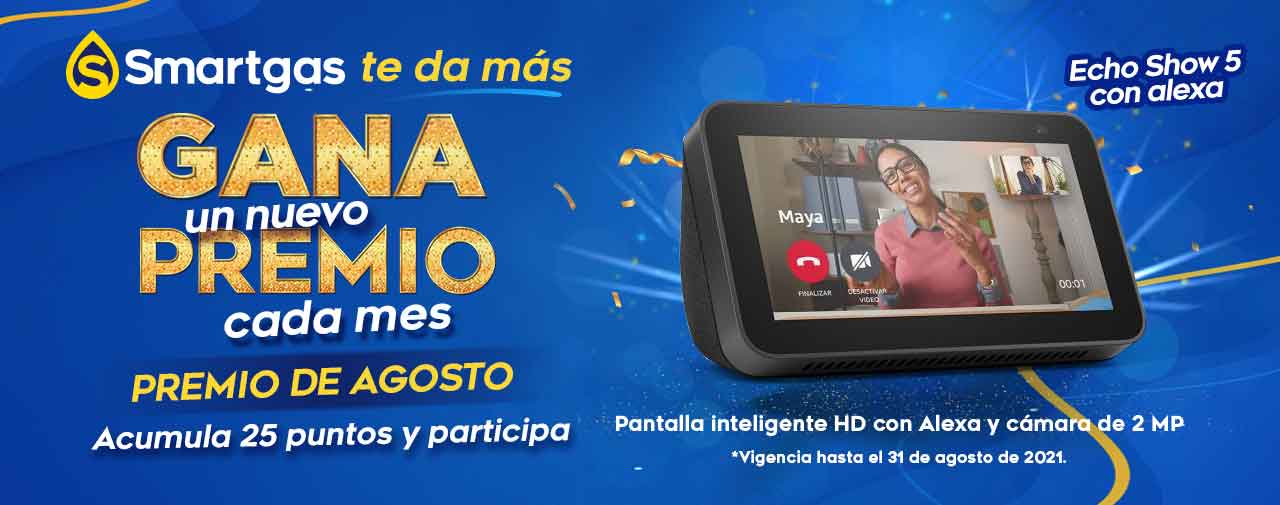 S
Smartgas te da más
GANA
un nuevo
PREMIO
cada mes
PREMIO DE AGOSTO
Acumula 25 puntos y participa
Echo Show 5
con alexa
Maya
FINALIZAR
DESACTIVAR
VIDEO
00:01
Pantalla inteligente HD con Alexa y cámara de 2 MP
*Vigencia hasta el 31 de agosto de 2021.